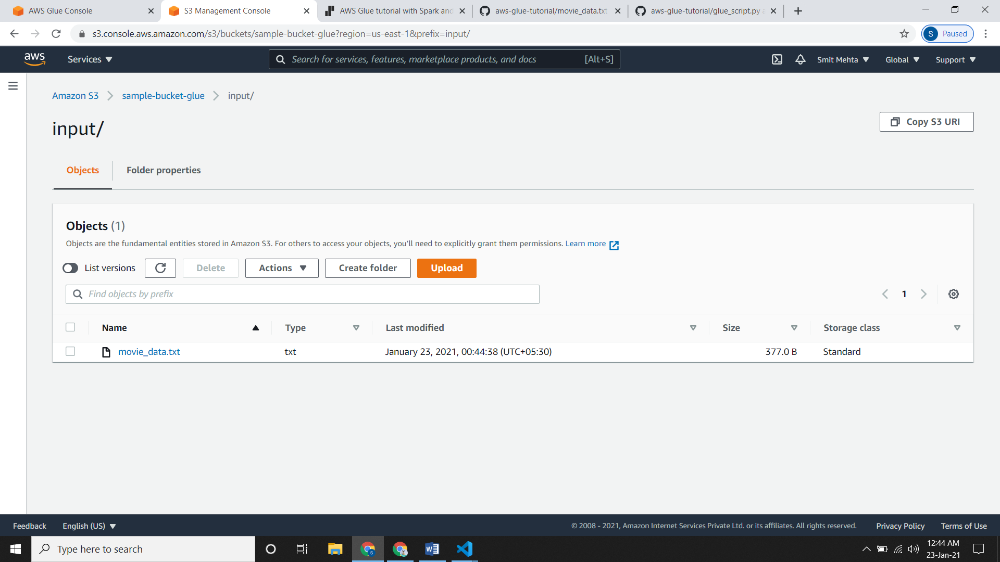 AWS Glue Console
S3 Management Console
AWS Glue tutorial with Spark and
aws-glue-tutorial/movie_data.txt
aws-glue-tutorial/glue_script.py a
s3.console.aws.amazon.com/s3/buckets/sample-bucket-glue?region=us-east-1&prefix=input/
S Paused
aws Services Search for services, features, marketplace products, and docs [Alt+S] Smit Mehta Global Support
Amazon S3 sample-bucket-glue input/
input/
Copy S3 URI
Objects Folder properties
Objects (1)
Objects are the fundamental entities stored in Amazon S3. For others to access your objects, you’ll need to explicitly grant them permissions. Learn more
List versions Delete Actions Create folder Upload
Find objects by prefix 1
Name Type Last modified Size Storage class
movie_data.txt txt January 23, 2021, 00:44:38 (UTC+05:30) 377.0 B Standard
Feedback English (US) © 2008 - 2021, Amazon Internet Services Private Ltd. or its affiliates. All rights reserved. Privacy Policy Terms of Use
Type here to search
12:44 AM
23-Jan-21